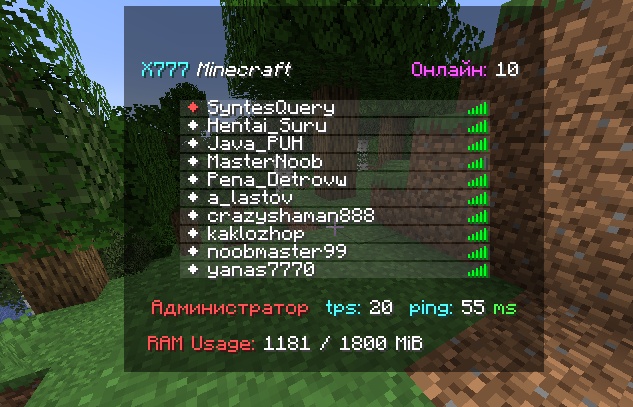 X777 Minecraft Онлайн: 10
SyntesQuery
Hentai_Suru
Java_PUH
MasterNoob
Pena_Detrovw
a_lastov
crazyshaman888
kaklozhop
noobmaster99
yanas7770
Администратор tps: 20 ping: 55 ms
RAM Usage: 1181 / 1800 MiB